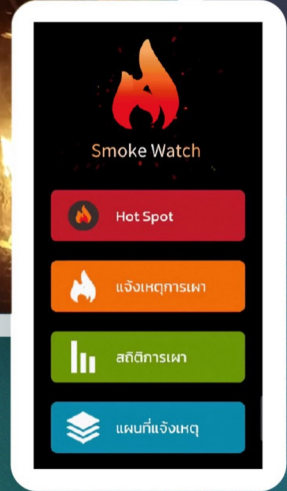 Smoke Watch
Hot Spot
แจ้งเหตุการเผา
สถิติการเผา
แผนที่แจ้งเหตุ